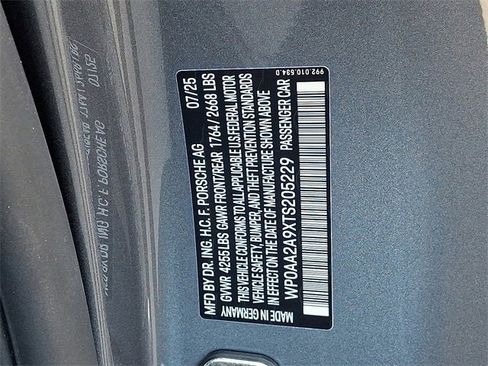 992.010.534.D
MFD BY DR. ING. H.C. F. PORSCHE AG 07/25
GVWR 4255 LBS GAWR FRONT/REAR 1764/2668 LBS
THIS VEHICLE CONFORMS TO ALL APPLICABLE U.S. FEDERAL MOTOR
VEHICLE SAFETY, BUMPER, AND THEFT PREVENTION STANDARDS
IN EFFECT ON THE DATE OF MANUFACTURE SHOWN ABOVE
WP0AA2A9XTS205229 PASSENGER CAR
MADE IN GERMANY